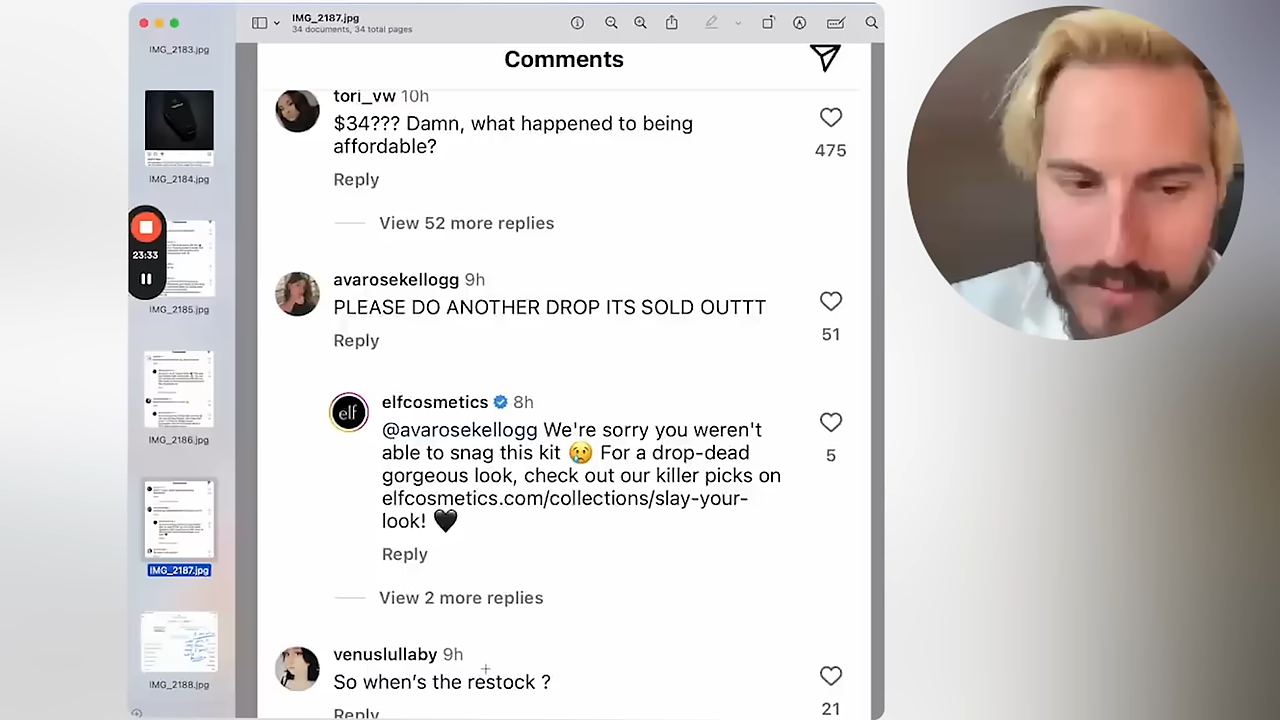 IMG_2187.jpg
34 documents, 34 total pages
IMG_2183.jpg
IMG_2184.jpg
23:33
IMG_2185.jpg
IMG_2186.jpg
IMG_2187.jpg
IMG_2188.jpg
Comments
tori_vw 10h
$34??? Damn, what happened to being
affordable?
475
Reply
View 52 more replies
avarosekellogg 9h
PLEASE DO ANOTHER DROP ITS SOLD OUTTT
51
Reply
elf
elfcosmetics 8h
@avarosekellogg We're sorry you weren't
able to snag this kit 😢 For a drop-dead
gorgeous look, check out our killer picks on
elfcosmetics.com/collections/slay-your-
look! 🖤
5
Reply
View 2 more replies
venuslullaby 9h
So when's the restock ?
21
Reply